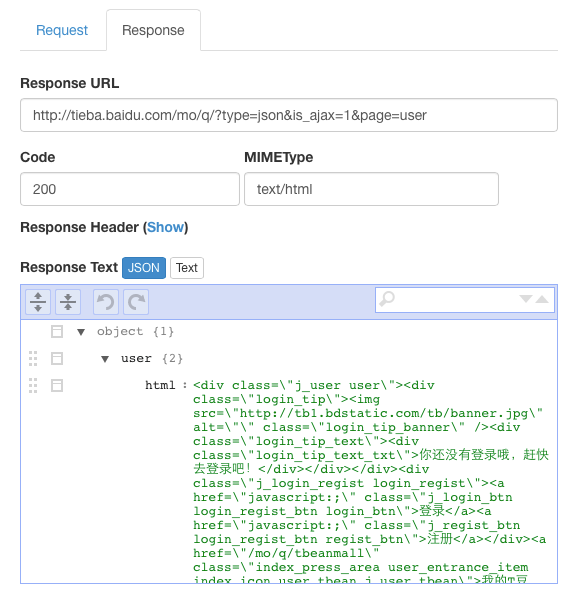 Request
Response
Response URL
http://tieba.baidu.com/mo/q/?type=json&is_ajax=1&page=user
Code
MIMEType
200
text/html
Response Header (Show)
Response Text JSON Text
object {1}
user {2}
html : <div class=\"j_user user\"><div
class=\"login_tip\"><img
src=\"http://tb1.bdstatic.com/tb/banner.jpg\"
alt=\"\" class=\"login_tip_banner\" /><div
class=\"login_tip_text\"><div
class=\"login_tip_text_txt\">你还没有登录哦，赶快
去登录吧！</div></div></div><div
class=\"j_login_regist login_regist\"><a
href=\"javascript:;\" class=\"j_login_btn
login_regist_btn login_btn\">登录</a><a
href=\"javascript:;\" class=\"j_regist_btn
login_regist_btn regist_btn\">注册</a></div><a
href=\"/mo/q/tbeanmall\"
class=\"index_press_area user_entrance_item
index_icon_user_tbean j_user_tbean\">我的T豆